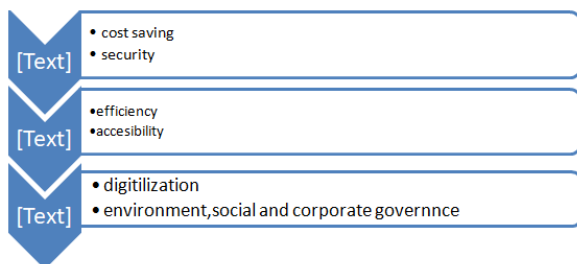 [Text]
• cost saving
• security
[Text]
•efficiency
•accesibility
[Text]
• digitilization
• environment,social and corporate governnce